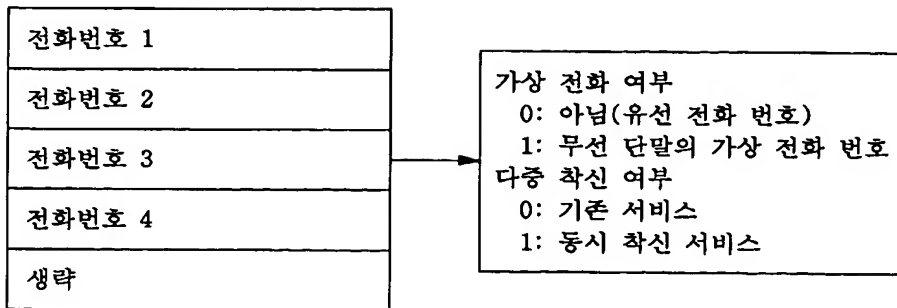 전화번호 1
전화번호 2
전화번호 3
전화번호 4
생략
가상 전화 여부
0: 아님(유선 전화 번호)
1: 무선 단말의 가상 전화 번호
다중 착신 여부
0: 기존 서비스
1: 동시 착신 서비스